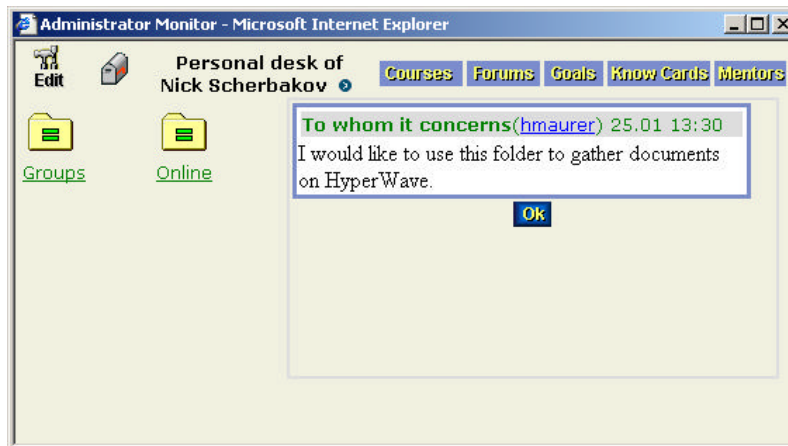 Administrator Monitor - Microsoft Internet Explorer
Edit
Personal desk of
Nick Scherbakov
Courses Forums Goals Know Cards Mentors
Groups
Online
To whom it concerns(hmaurer) 25.01 13:30
I would like to use this folder to gather documents
on HyperWave.
Ok